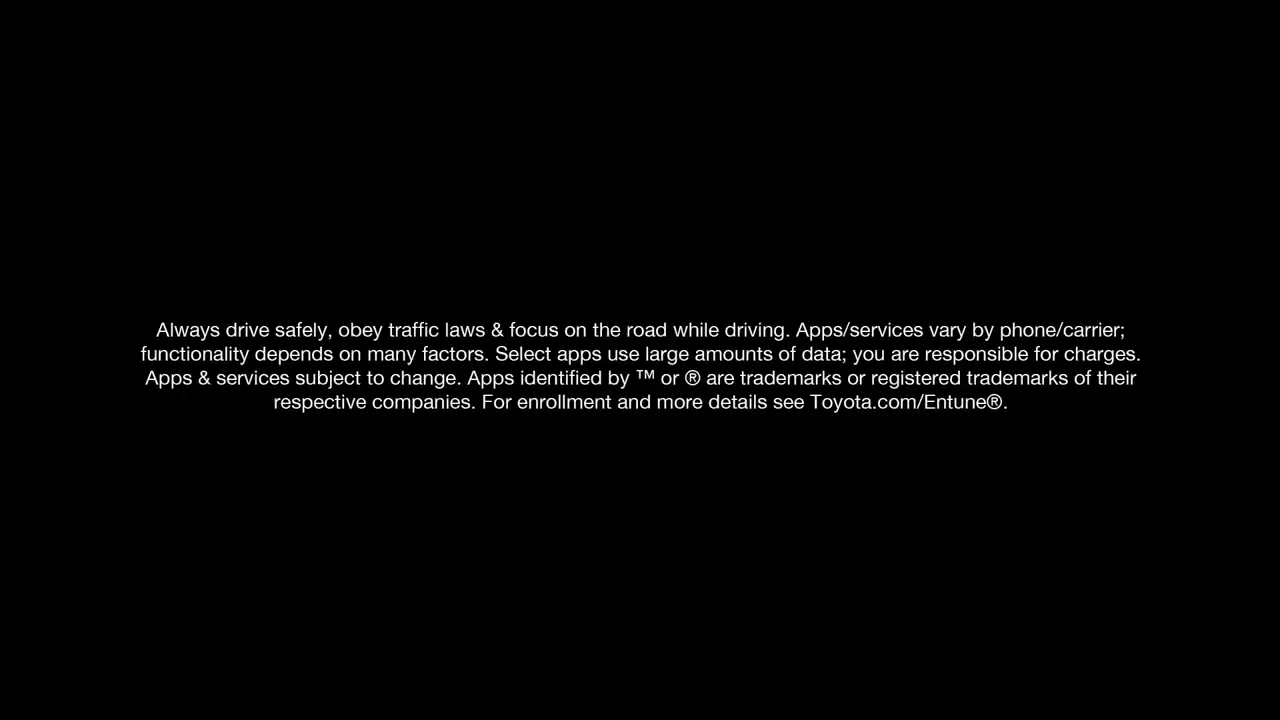 Always drive safely, obey traffic laws & focus on the road while driving. Apps/services vary by phone/carrier;
functionality depends on many factors. Select apps use large amounts of data; you are responsible for charges.
Apps & services subject to change. Apps identified by ™ or ® are trademarks or registered trademarks of their
respective companies. For enrollment and more details see Toyota.com/Entune®.